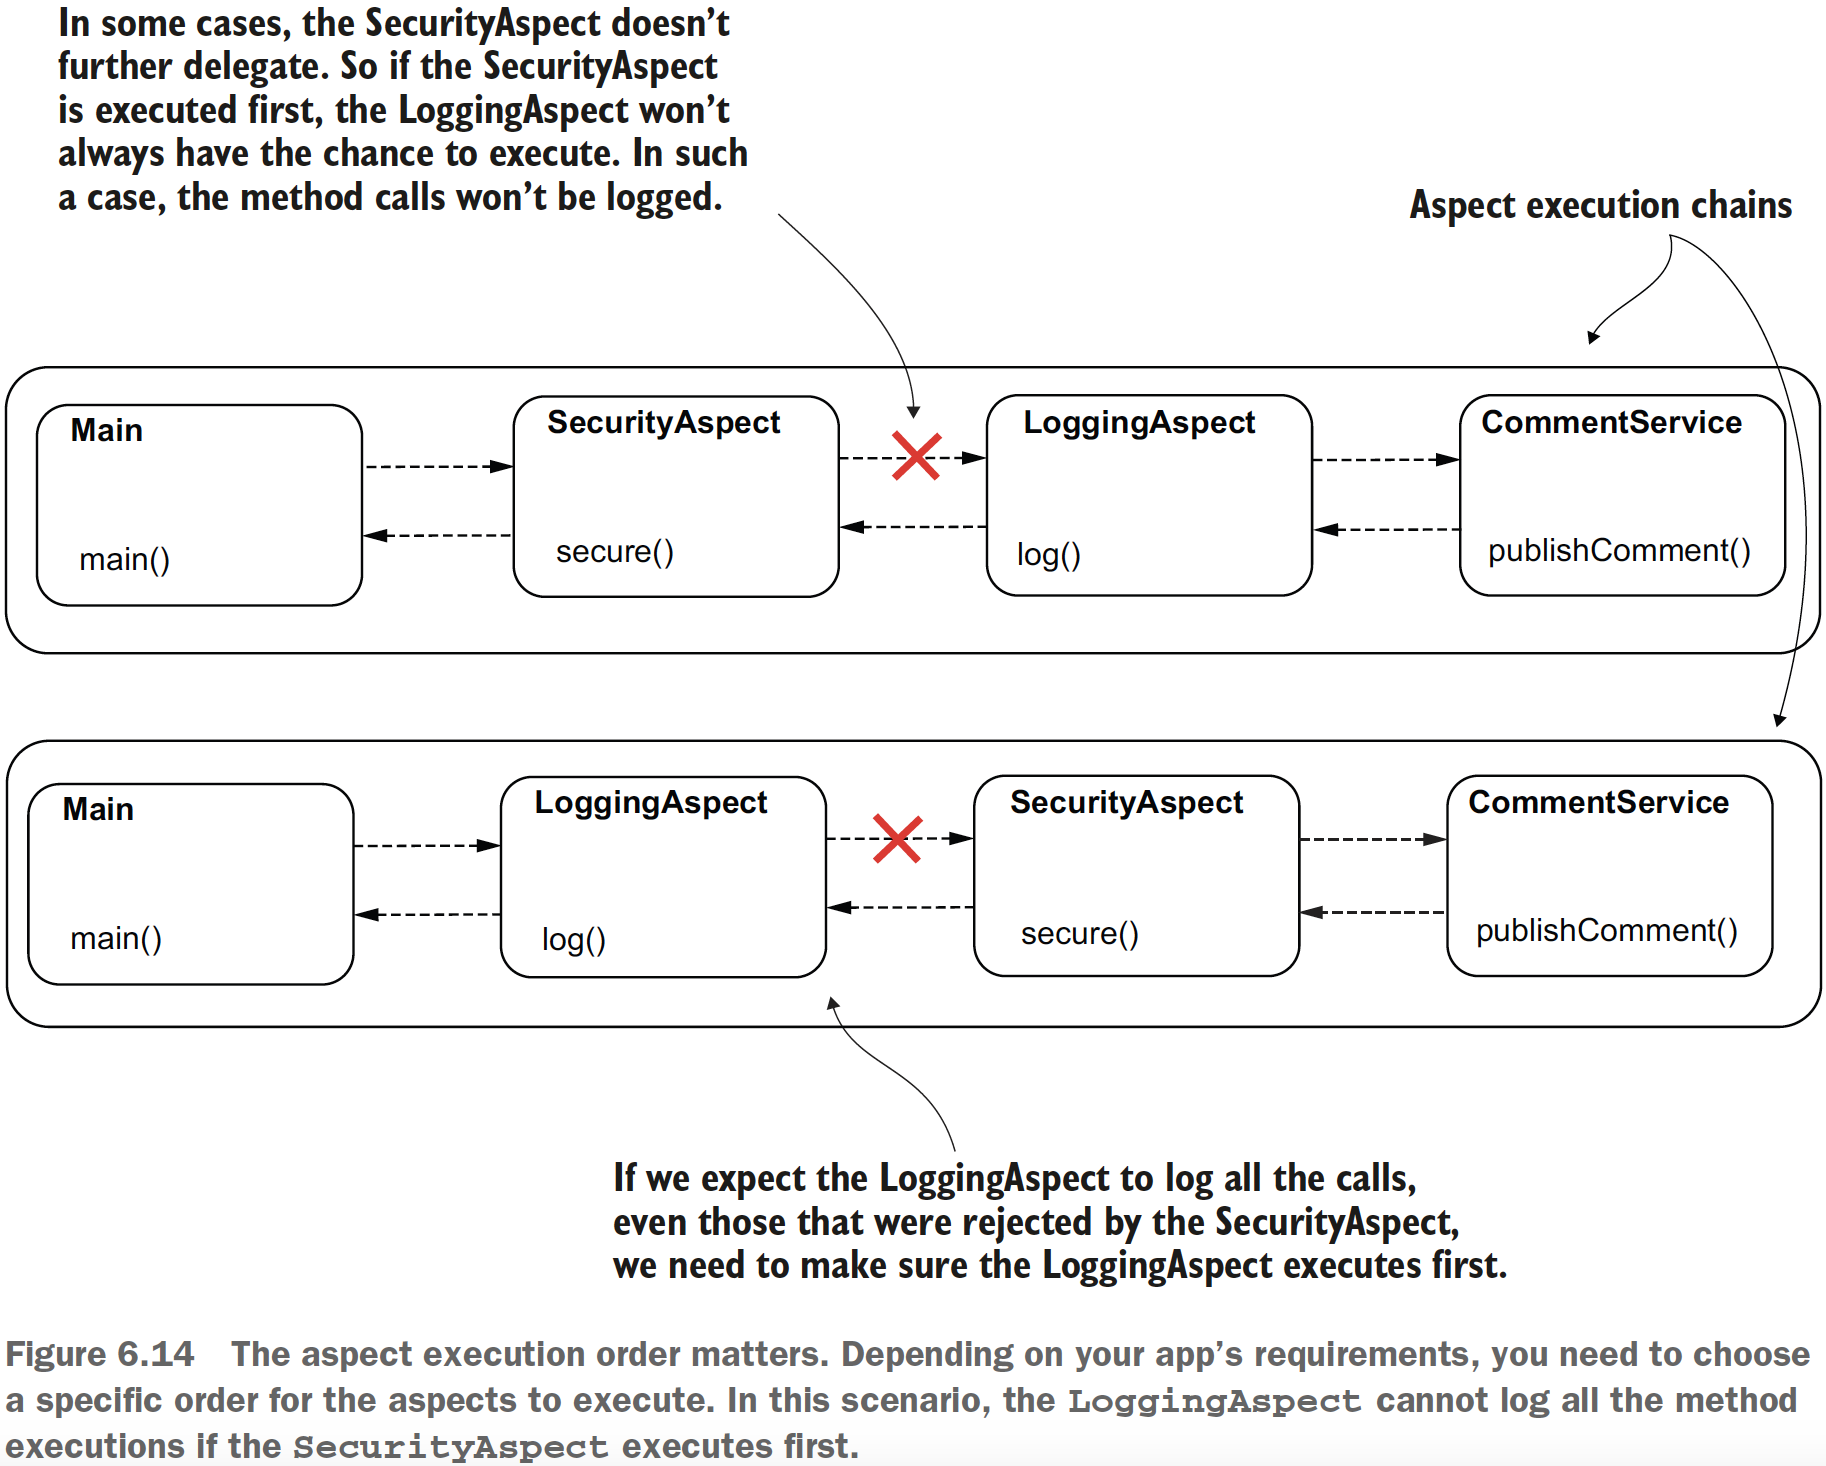 In some cases, the SecurityAspect doesn’t
further delegate. So if the SecurityAspect
is executed first, the LoggingAspect won’t
always have the chance to execute. In such
a case, the method calls won’t be logged.
Aspect execution chains
Main
SecurityAspect
LoggingAspect
CommentService
main()
secure()
log()
publishComment()
Main
LoggingAspect
SecurityAspect
CommentService
main()
log()
secure()
publishComment()
If we expect the LoggingAspect to log all the calls,
even those that were rejected by the SecurityAspect,
we need to make sure the LoggingAspect executes first.
Figure 6.14 The aspect execution order matters. Depending on your app’s requirements, you need to choose
a specific order for the aspects to execute. In this scenario, the LoggingAspect cannot log all the method
executions if the SecurityAspect executes first.